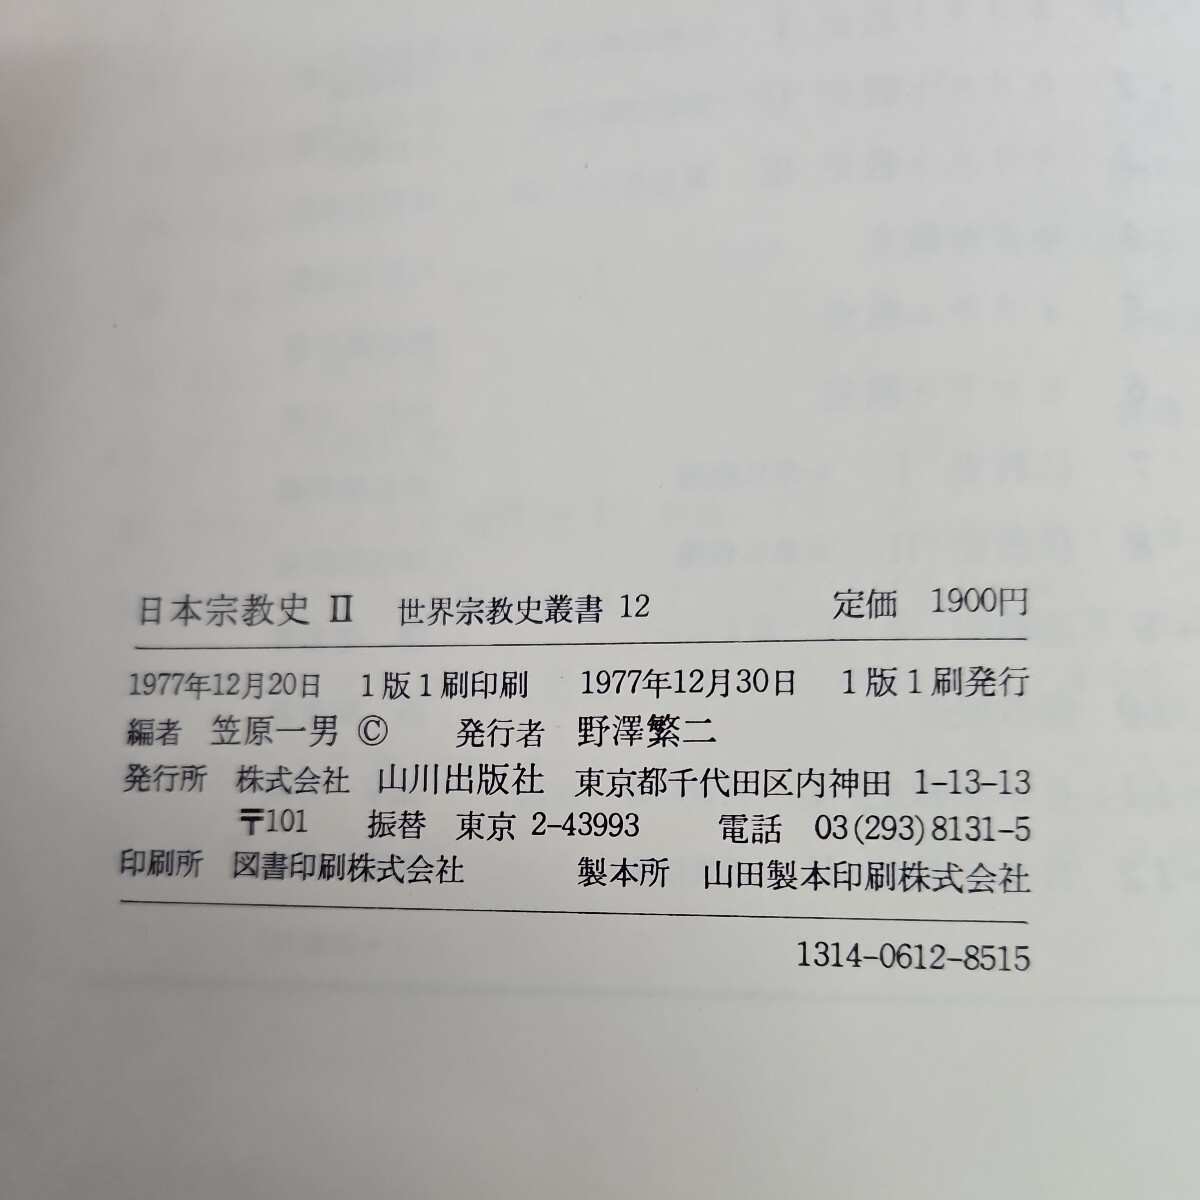 日本宗教史 II 世界宗教史叢書 12 定価 1900円
1977年12月20日 1版1刷印刷 1977年12月30日 1版1刷発行
編者 笠原一男 © 発行者 野澤繁二
発行所 株式会社 山川出版社 東京都千代田区内神田 1-13-13
〒101 振替 東京 2-43993 電話 03(293)8131-5
印刷所 図書印刷株式会社 製本所 山田製本印刷株式会社
1314-0612-8515